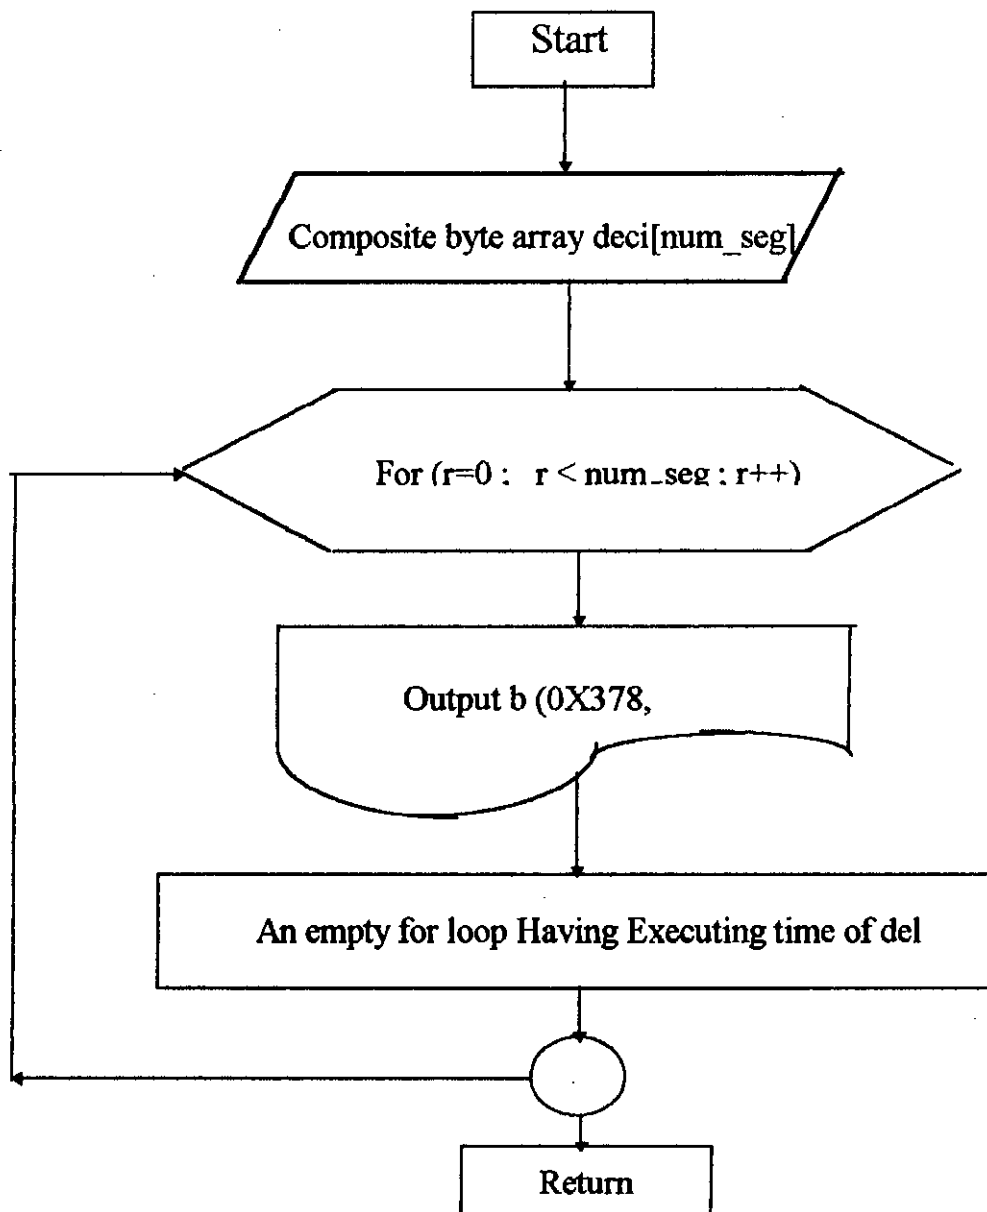 Start
Composite byte array deci[num_seg]
For (r=0 ; r < num_seg ; r++)
Output b (0X378,
An empty for loop Having Executing time of del
Return